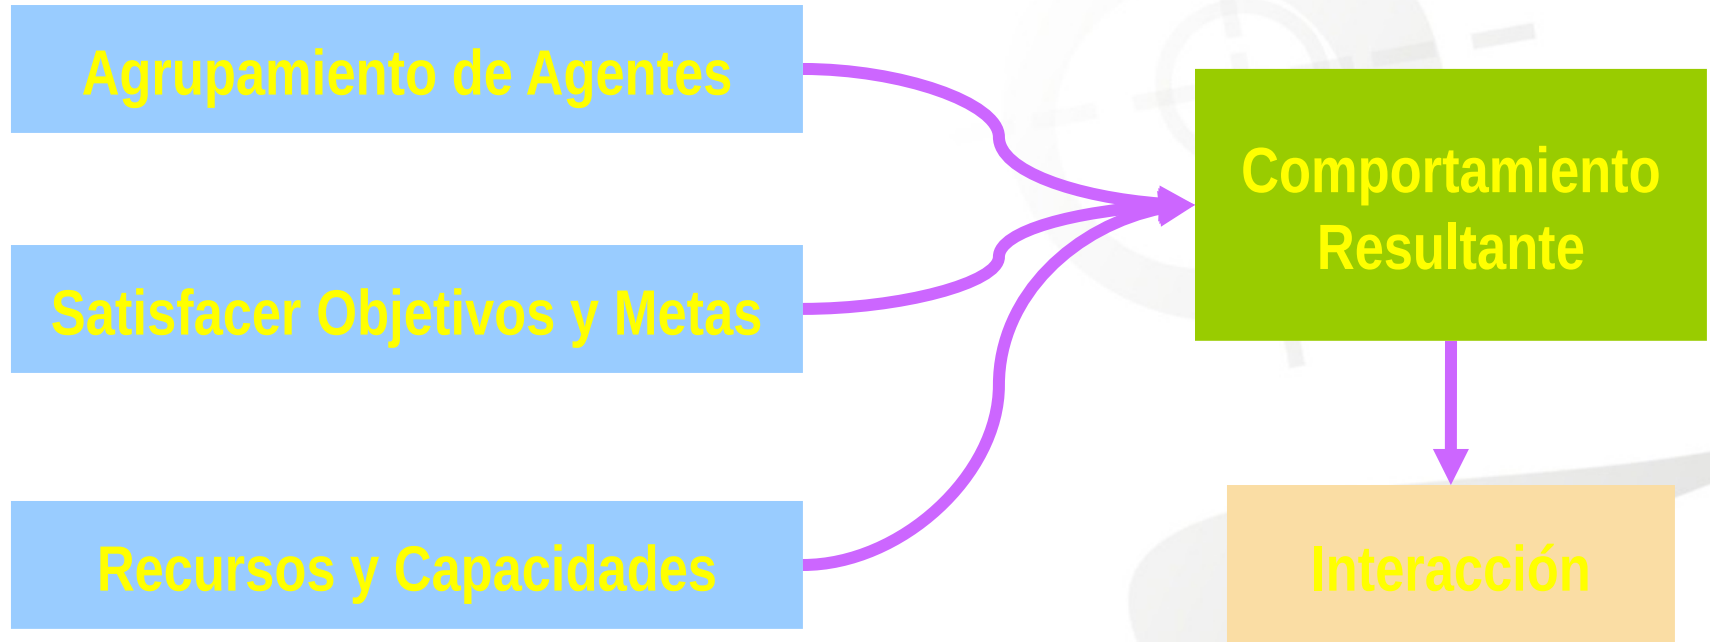 Agrupamiento de Agentes
Satisfacer Objetivos y Metas
Recursos y Capacidades
Comportamiento
Resultante
Interacción